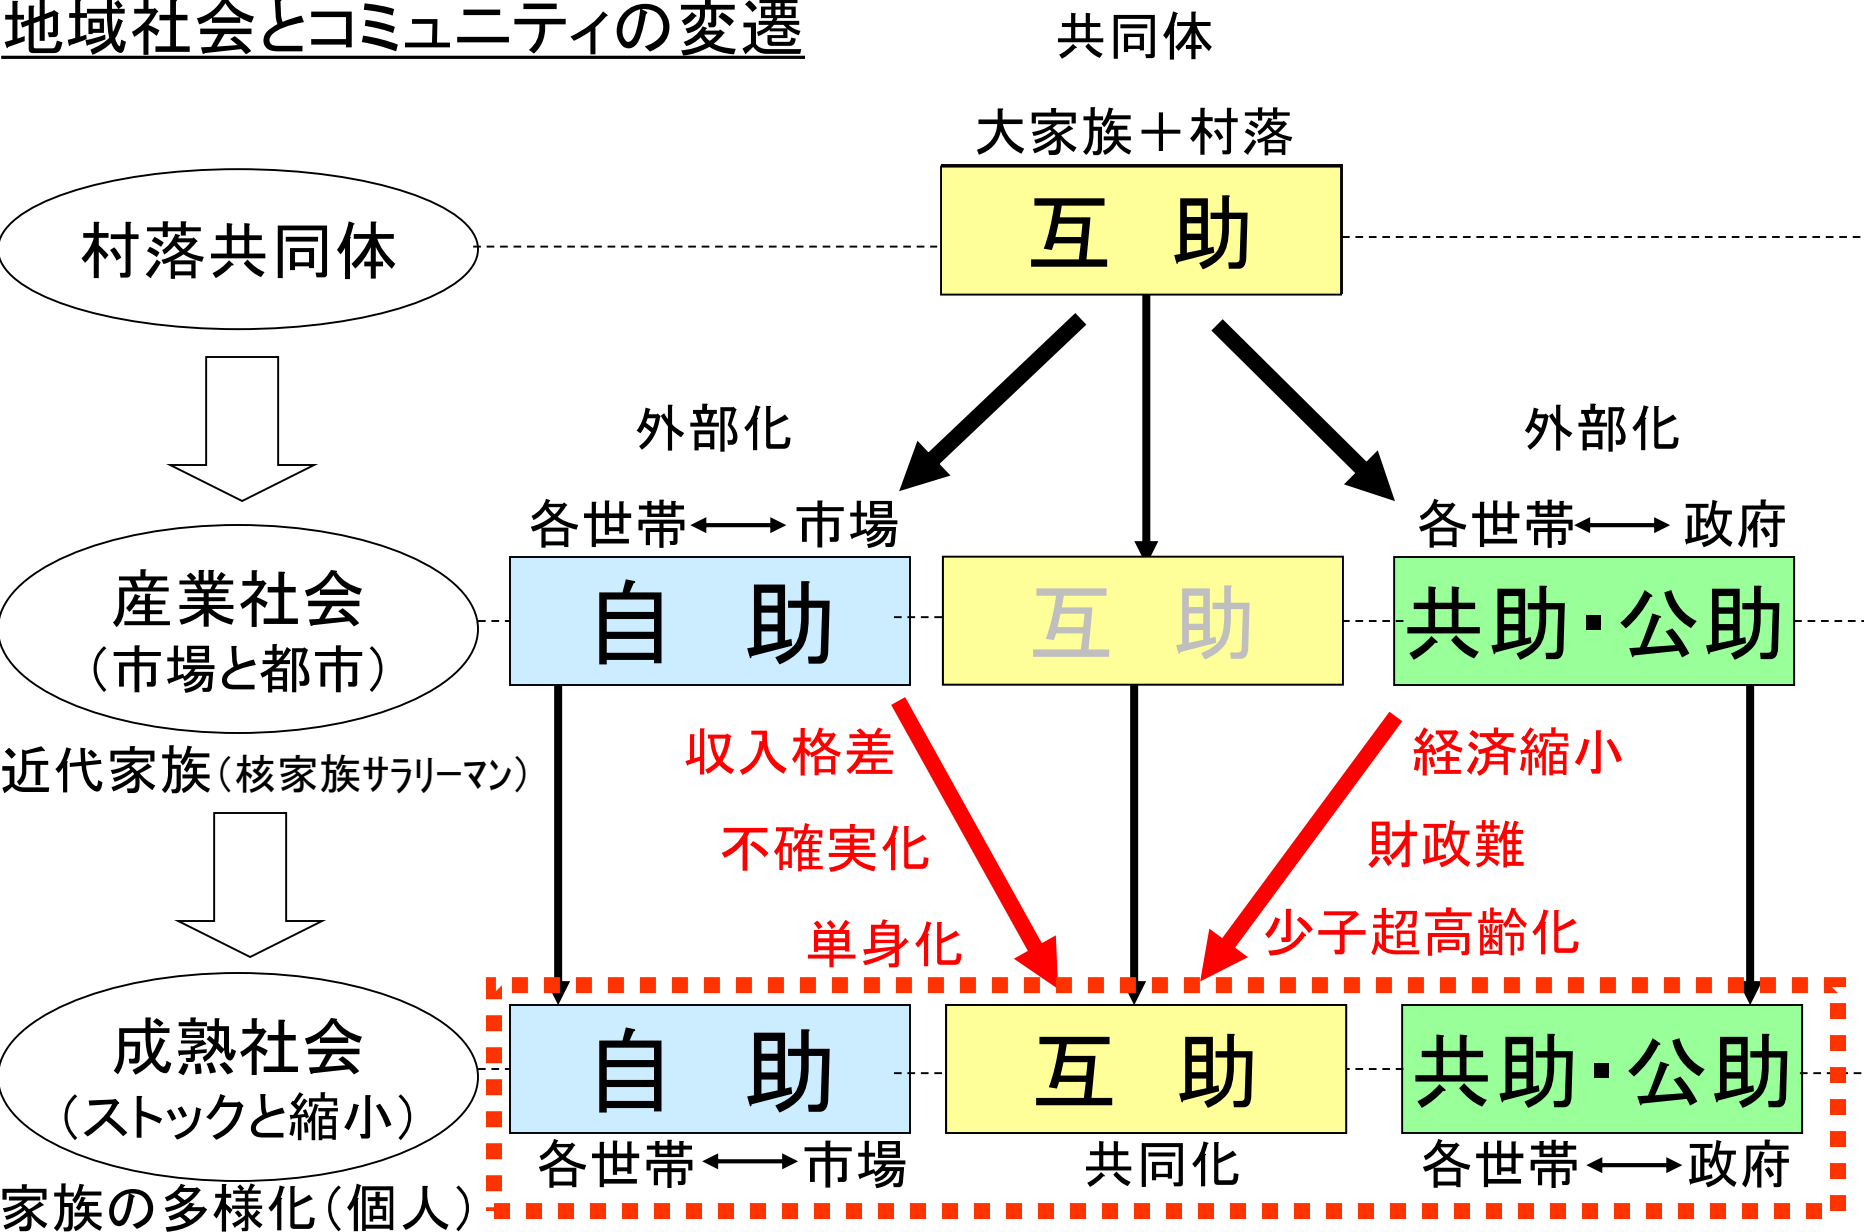 地域社会とコミュニティの変遷
共同体
大家族＋村落
村落共同体
互　助
外部化
外部化
各世帯
市場
各世帯
政府
産業社会
（市場と都市）
自　助
互　助
共助・公助
近代家族（核家族サラリーマン）
収入格差
経済縮小
不確実化
財政難
単身化
少子超高齢化
成熟社会
（ストックと縮小）
自　助
互　助
共助・公助
各世帯
市場
共同化
各世帯
政府
家族の多様化（個人）